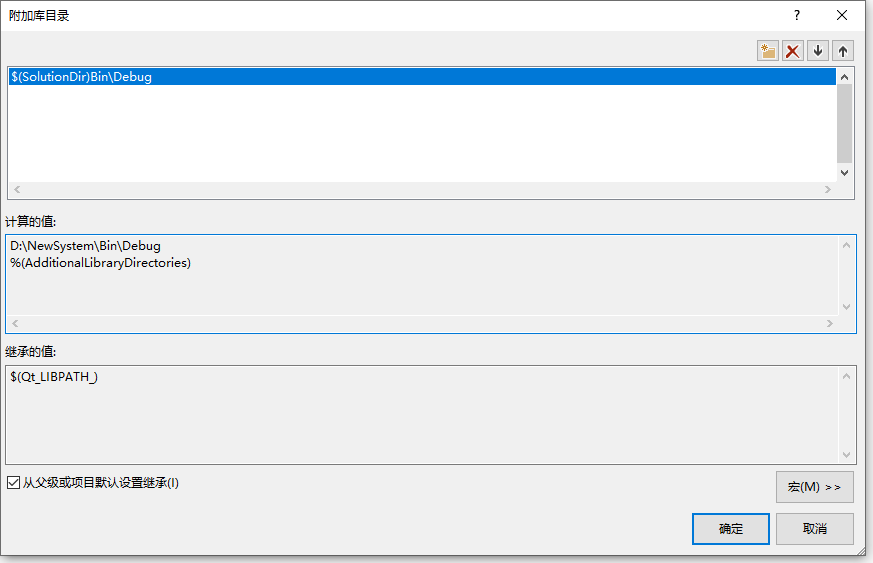 附加库目录
?
$(SolutionDir)Bin\Debug
计算的值:
D:\NewSystem\Bin\Debug
%(AdditionalLibraryDirectories)
继承的值:
$(Qt_LIBPATH_)
从父级或项目默认设置继承(I)
宏(M) >>
确定
取消